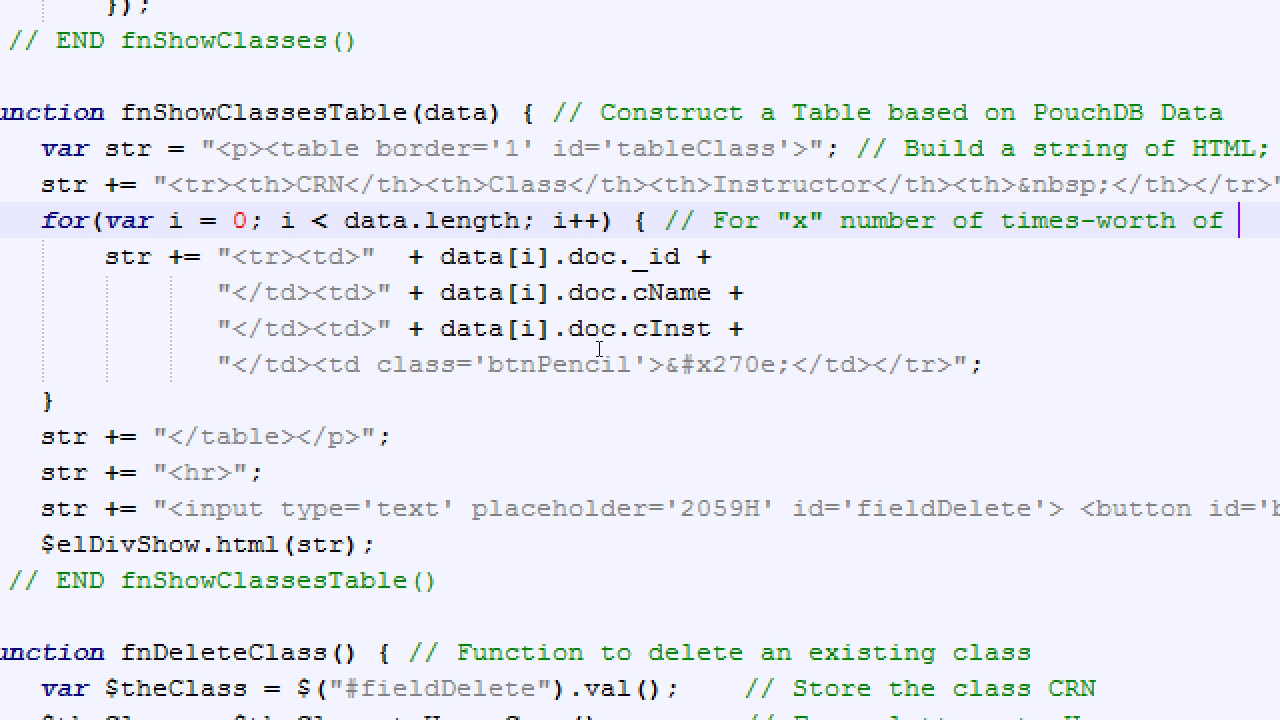 });
// END fnShowClasses()
unction fnShowClassesTable(data) { // Construct a Table based on PouchDB Data
var str = "<p><table border='1' id='tableClass'>"; // Build a string of HTML;
str += "<tr><th>CRN</th><th>Class</th><th>Instructor</th><th>&nbsp;</th></tr>"
for(var i = 0; i < data.length; i++) { // For "x" number of times-worth of
str += "<tr><td>"  + data[i].doc._id +
"</td><td>" + data[i].doc.cName +
"</td><td>" + data[i].doc.cInst +
"</td><td class='btnPencil'>&#x270e;</td></tr>";
}
str += "</table></p>";
str += "<hr>";
str += "<input type='text' placeholder='2059H' id='fieldDelete'> <button id='b
$elDivShow.html(str);
// END fnShowClassesTable()
unction fnDeleteClass() { // Function to delete an existing class
var $theClass = $("#fieldDelete").val();    // Store the class CRN